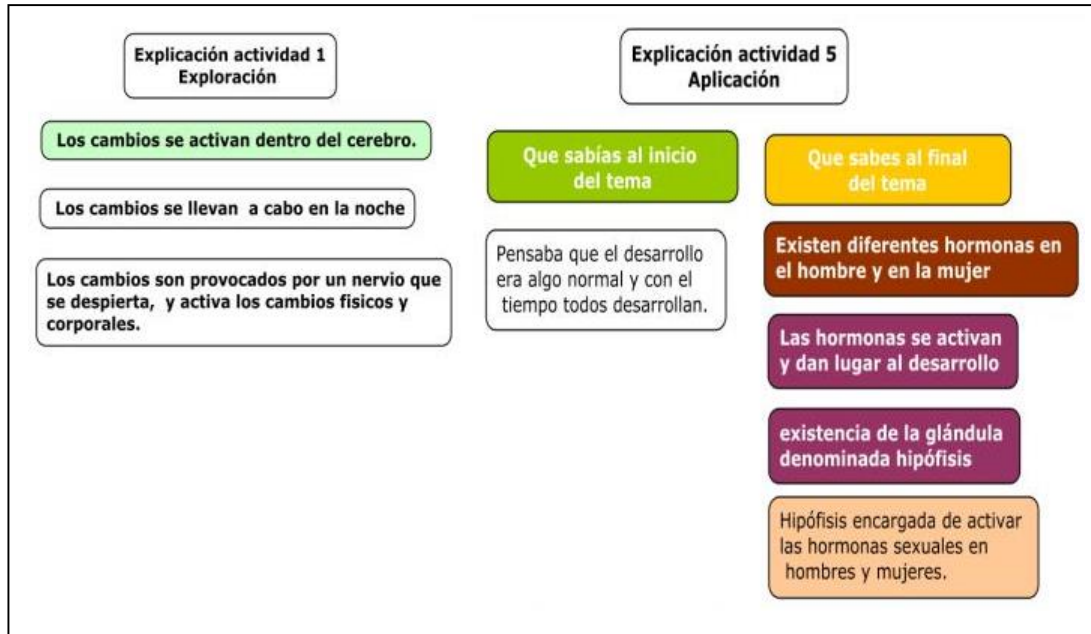 Explicación actividad 1
Exploración
Los cambios se activan dentro del cerebro.
Los cambios se llevan a cabo en la noche
Los cambios son provocados por un nervio que
se despierta, y activa los cambios físicos y
corporales.
Explicación actividad 5
Aplicación
Que sabías al inicio
del tema
Pensaba que el desarrollo
era algo normal y con el
tiempo todos desarrollan.
Que sabes al final
del tema
Existen diferentes hormonas en
el hombre y en la mujer
Las hormonas se activan
y dan lugar al desarrollo
existencia de la glándula
denominada hipófisis
Hipófisis encargada de activar
las hormonas sexuales en
hombres y mujeres.